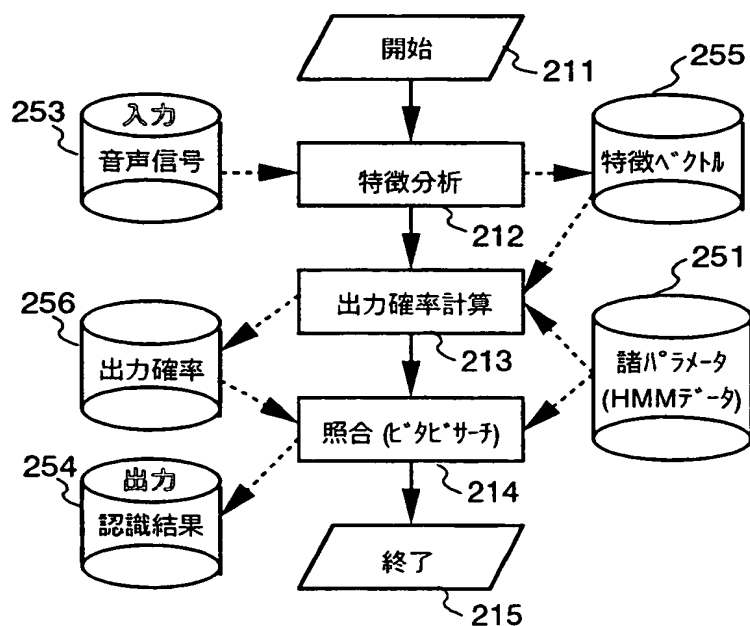 開始
211
255
253
入力
音声信号
特徴分析
特徴ﾍﾞｸﾄﾙ
212
251
256
出力確率計算
出力確率
213
諸ﾊﾟﾗﾒｰﾀ
(HMMﾃﾞｰﾀ)
照合 (ﾋﾞﾀﾋﾞｻｰﾁ)
254
出力
認識結果
214
終了
215